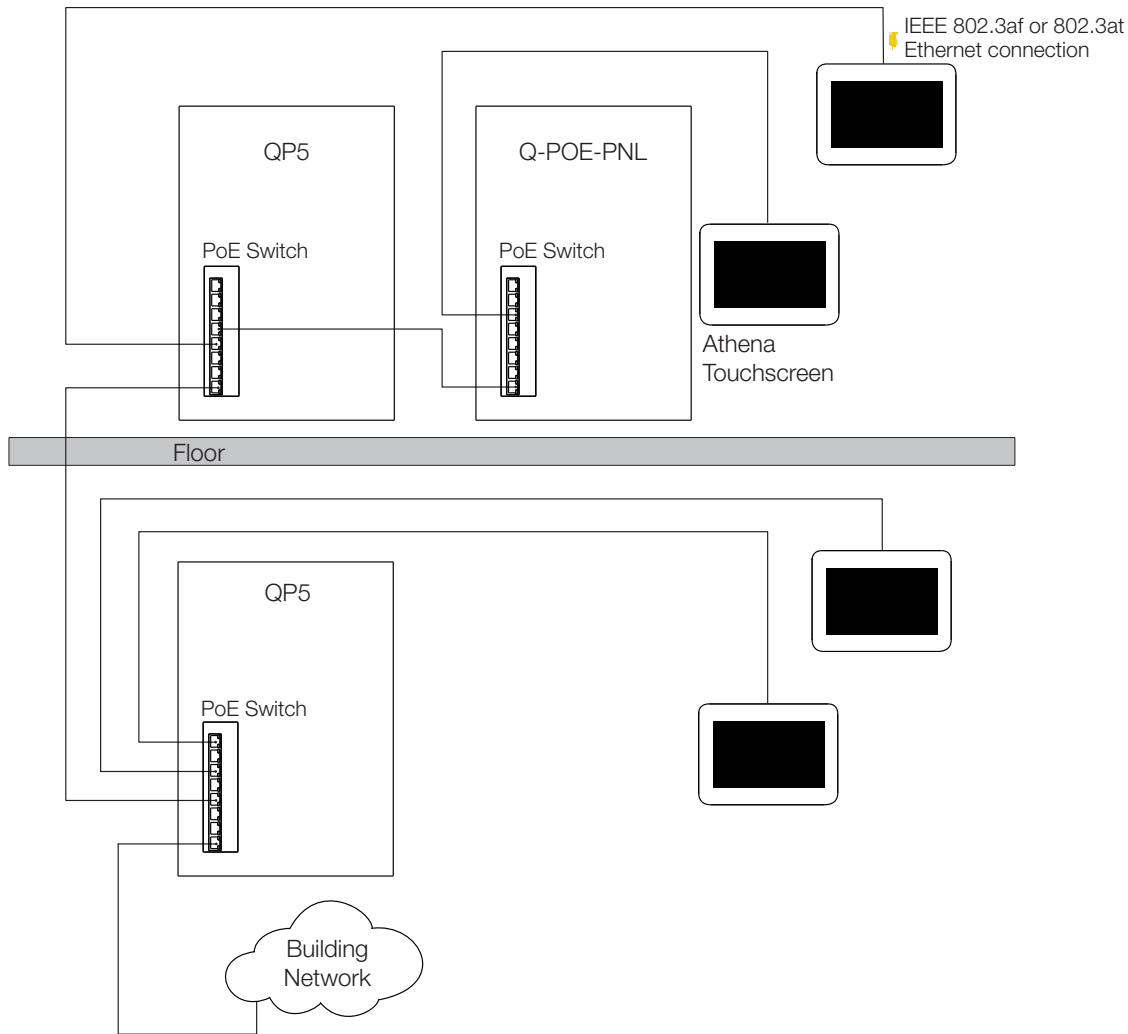 IEEE 802.3af or 802.3at
Ethernet connection
QP5
Q-POE-PNL
PoE Switch
PoE Switch
Athena
Touchscreen
Floor
QP5
PoE Switch
Building
Network